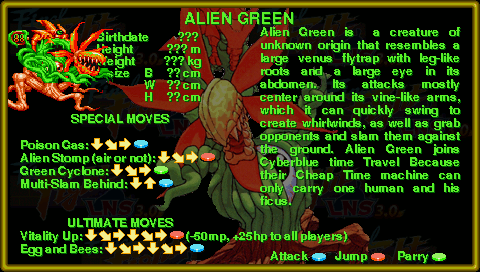 ALIEN GREEN
Birthdate ???
Height ??? m
Weight ??? kg
size B ?? cm
W ?? cm
H ?? cm
SPECIAL MOVES
Poison Gas:
Alien Stomp (air or not):
Green Cyclone:
Multi-Slam Behind:
ULTIMATE MOVES
Vitality Up: (-50mp, +25hp to all players)
Egg and Bees:
Alien Green is a creature of
unknown origin that resembles a
large venus flytrap with leg-like
roots and a large eye in its
abdomen. Its attacks mostly
center around its vine-like arms,
which it can quickly swing to
create whirlwinds, as well as grab
opponents and slam them against
the ground. Alien Green joins
Cyberblue time Travel Because
their Cheap Time machine can
only carry one human and his
ficus.
Attack Jump Parry